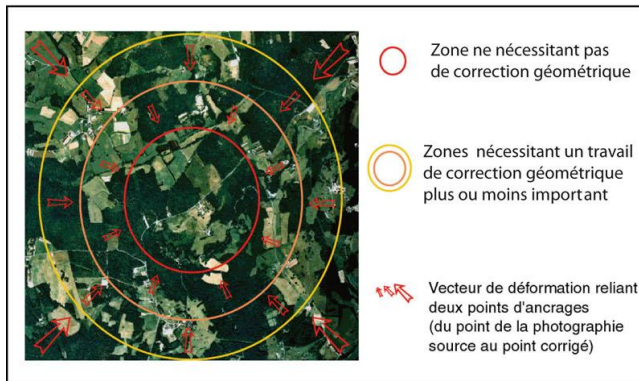 Zone ne nécessitant pas
de correction géométrique
Zones nécessitant un travail
de correction géométrique
plus ou moins important
Vecteur de déformation reliant
deux points d'ancrages
(du point de la photographie
source au point corrigé)